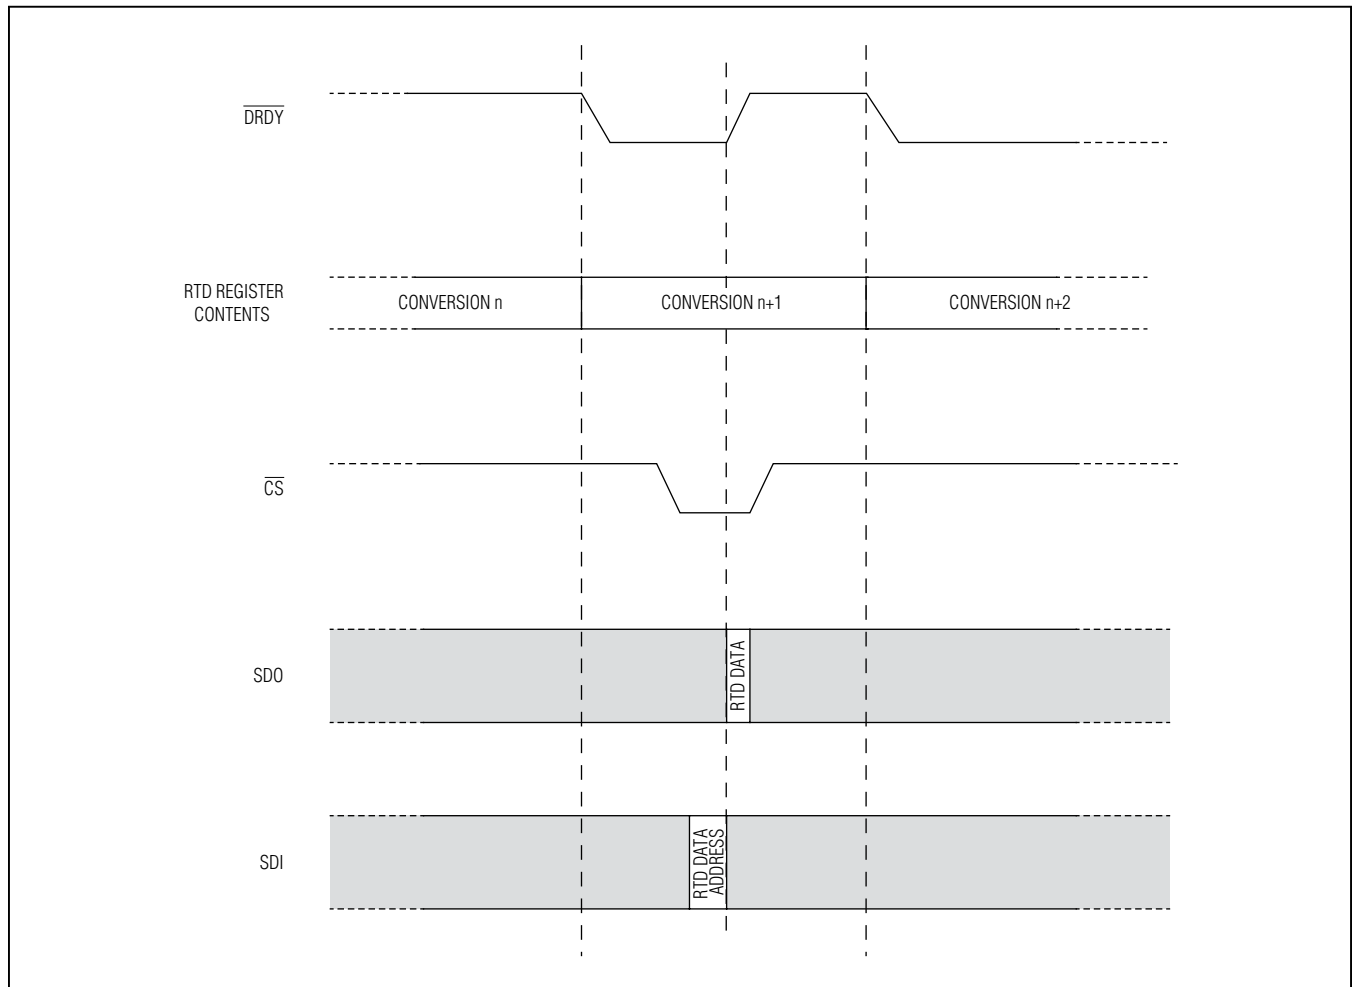 DRDY
RTD REGISTER
CONTENTS
CONVERSION n
CONVERSION n+1
CONVERSION n+2
CS
SDO
RTD DATA
SDI
RTD DATA
ADDRESS